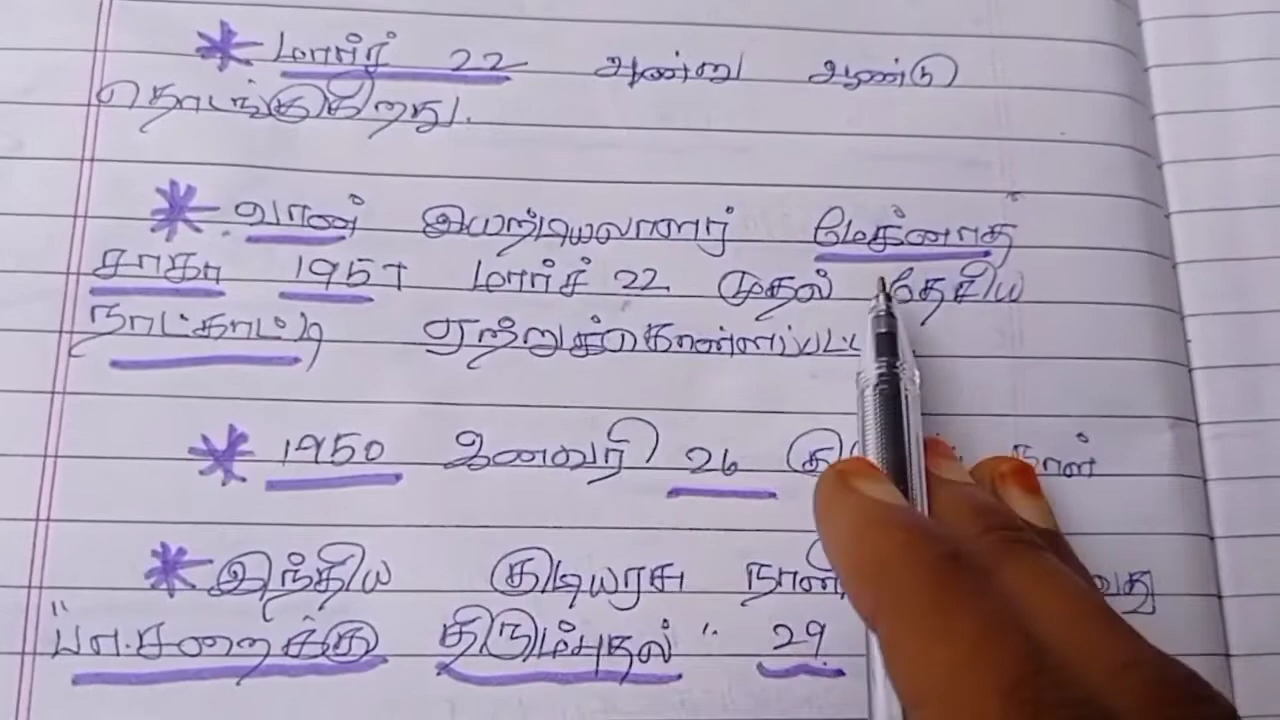 * மார்ச் 22 அன்று ஆண்டு
தொடங்குகிறது.
* வான் இயற்பியலாளர் மேக்னாத்
சாகா 1957 மார்ச் 22 முதல் தேசிய
நாட்காட்டி ஏற்றுக்கொள்ளப்பட்ட
* 1950 ஜனவரி 26 நாள்
* இந்திய குடியரசு
"பாசறைக்கு திரும்புதல்" 29